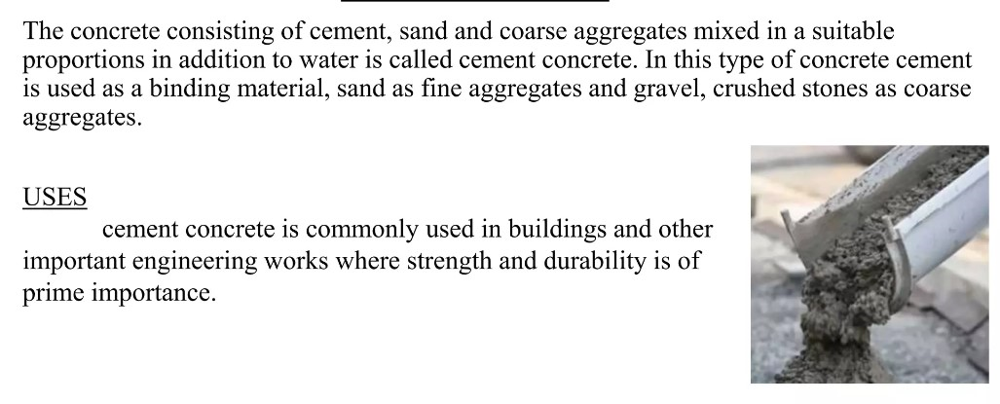 The concrete consisting of cement, sand and coarse aggregates mixed in a suitable
proportions in addition to water is called cement concrete. In this type of concrete cement
is used as a binding material, sand as fine aggregates and gravel, crushed stones as coarse
aggregates.
USES
cement concrete is commonly used in buildings and other
important engineering works where strength and durability is of
prime importance.